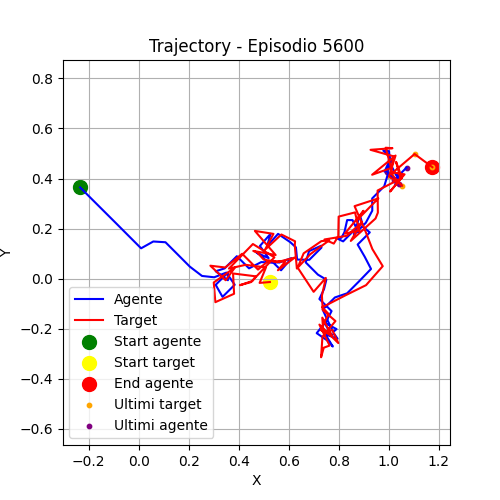 Trajectory - Episodio 5600
Y
0.8
0.6
0.4
0.2
0.0
−0.2
−0.4
−0.6
Agente
Target
Start agente
Start target
End agente
Ultimi target
Ultimi agente
−0.2 0.0 0.2 0.4 0.6 0.8 1.0 1.2
X